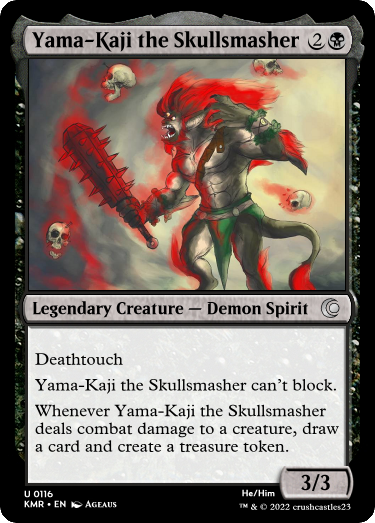 Yama-Kaji the Skullsmasher 2
Legendary Creature — Demon Spirit
Deathtouch
Yama-Kaji the Skullsmasher can't block.
Whenever Yama-Kaji the Skullsmasher
deals combat damage to a creature, draw
a card and create a treasure token.
3/3
U 0116
KMR • EN Ageaus
He/Him
™ & © 2022 crushcastles23